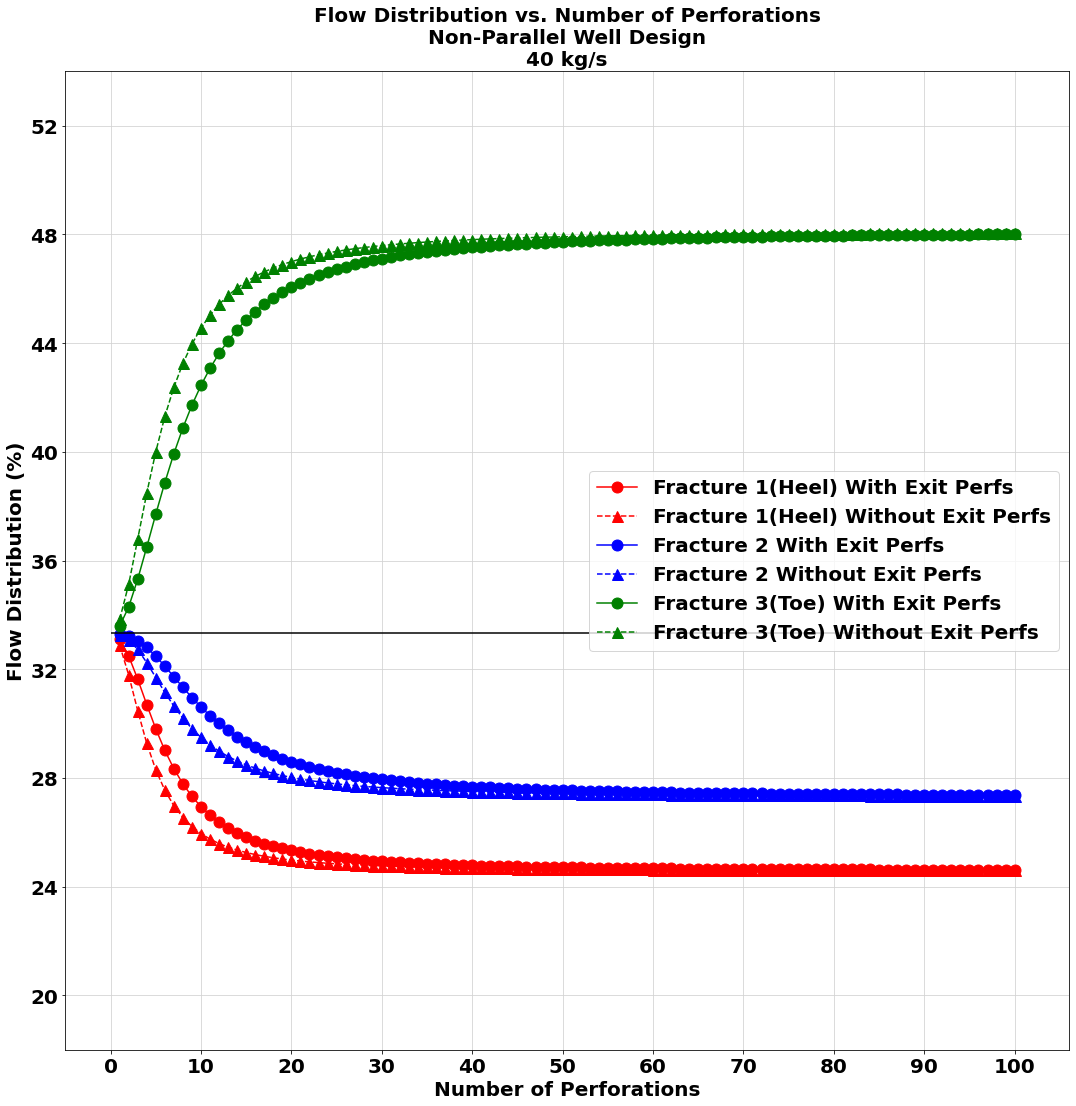 Flow Distribution vs. Number of Perforations
Non-Parallel Well Design
40 kg/s
Flow Distribution (%)
52
48
44
40
36
32
28
24
20
Fracture 1(Heel) With Exit Perfs
Fracture 1(Heel) Without Exit Perfs
Fracture 2 With Exit Perfs
Fracture 2 Without Exit Perfs
Fracture 3(Toe) With Exit Perfs
Fracture 3(Toe) Without Exit Perfs
0 10 20 30 40 50 60 70 80 90 100
Number of Perforations